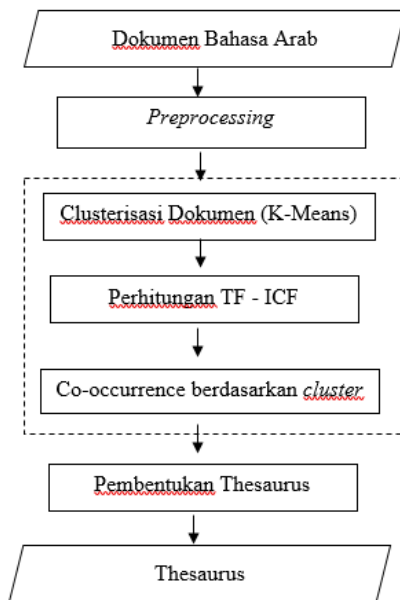 Dokumen Bahasa Arab
Preprocessing
Clusterisasi Dokumen (K-Means)
Perhitungan TF - ICF
Co-occurrence berdasarkan cluster
Pembentukan Thesaurus
Thesaurus